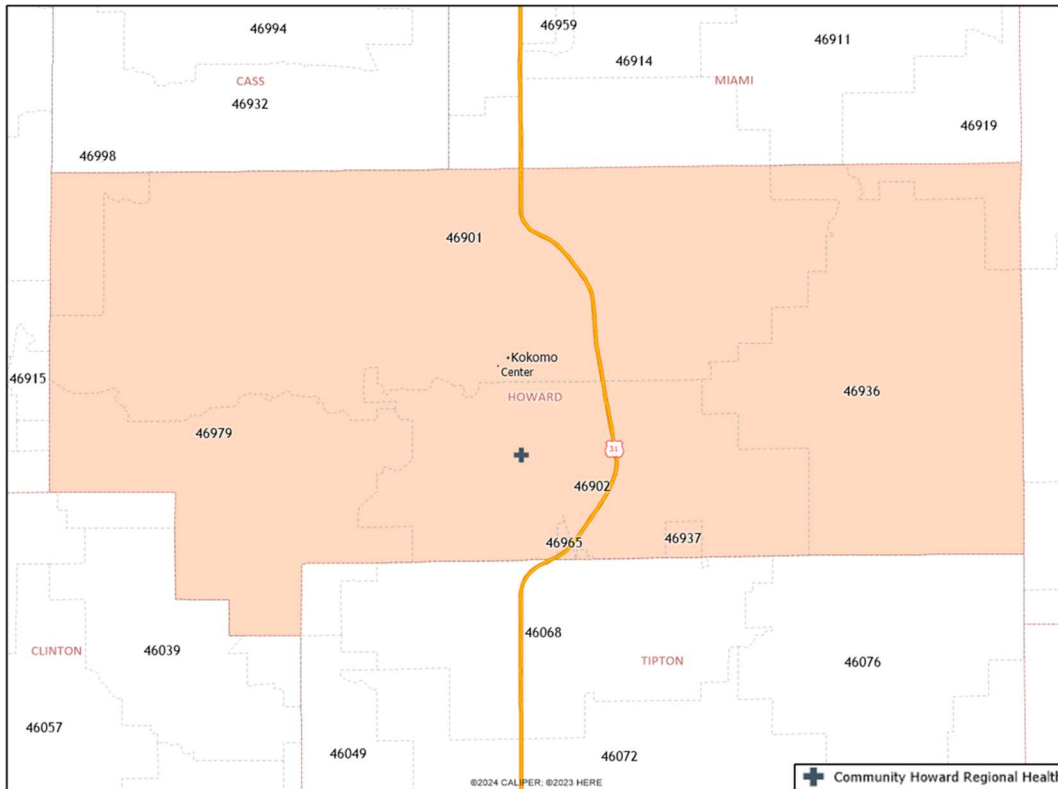 46994
46959
46914
46911
CASS
MIAMI
46932
46919
46998
46901
Kokomo
Center
46915
46936
HOWARD
46979
31
46902
46965
46937
46068
CLINTON
46039
TIPTON
46076
46057
46049
46072
©2024 CALIPER; ©2023 HERE
Community Howard Regional Health